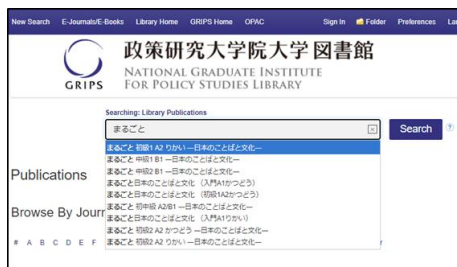 New Search E-Journals/E-Books Library Home GRIPS Home OPAC Sign In Folder Preferences
GRIPS
政策研究大学院大学 図書館
NATIONAL GRADUATE INSTITUTE
FOR POLICY STUDIES LIBRARY
Searching: Library Publications
まるごと
Search
まるごと 初級1 A2 りかい ―日本のことばと文化―
まるごと 中級1 B1 ―日本のことばと文化―
まるごと 中級2 B1 ―日本のことばと文化―
まるごと日本のことばと文化 （入門A1かつどう）
まるごと日本のことばと文化 （初級1A2かつどう）
まるごと 初中級 A2/B1 ―日本のことばと文化―
まるごと日本のことばと文化 （入門A1りかい）
まるごと 初級2 A2 かつどう ―日本のことばと文化―
まるごと 初級2 A2 りかい ―日本のことばと文化―
Publications
Browse By Jour
# A B C D E F